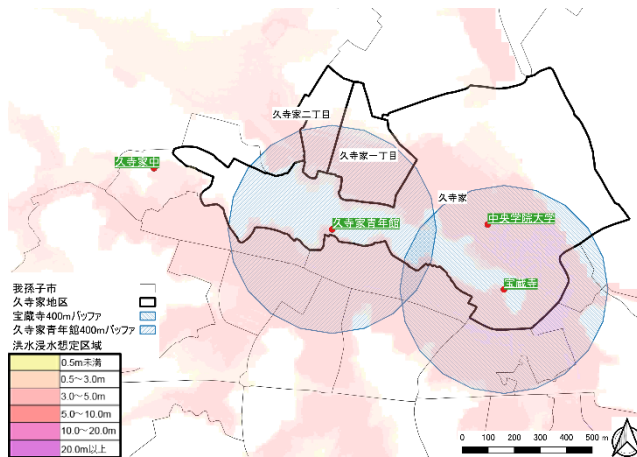 久寺家二丁目
久寺家一丁目
久寺家中
久寺家
久寺家青年館
中央学院大学
宝蔵寺
我孫子市
久寺家地区
宝蔵寺400mバッファ
久寺家青年館400mバッファ
洪水浸水想定区域
0.5m未満
0.5～3.0m
3.0～5.0m
5.0～10.0m
10.0～20.0m
20.0m以上
0 100 200 300 400 500 m